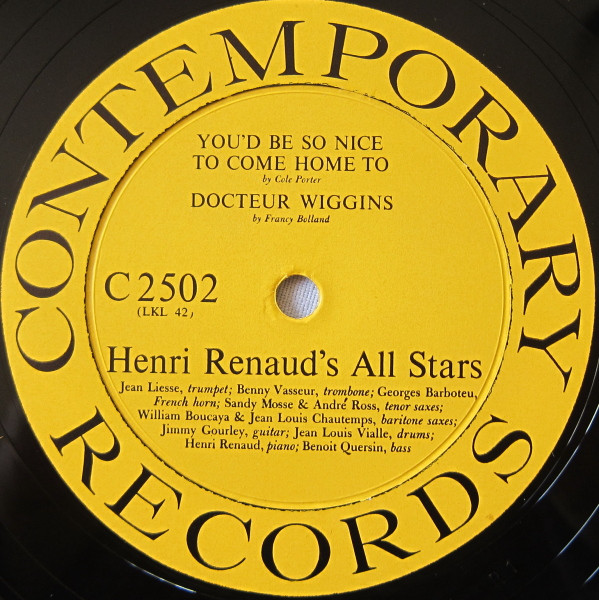 CONTEMPORARY
YOU'D BE SO NICE
TO COME HOME TO
by Cole Porter
DOCTEUR WIGGINS
by Francy Bolland
C 2502
(LKL 42)
Henri Renaud's All Stars
Jean Liesse, trumpet; Benny Vasseur, trombone; Georges Barboteu,
French horn; Sandy Mosse & André Ross, tenor saxes;
William Boucaya & Jean Louis Chautemps, baritone saxes;
Jimmy Gourley, guitar; Jean Louis Vialle, drums;
Henri Renaud, piano; Benoit Quersin, bass
RECORDS